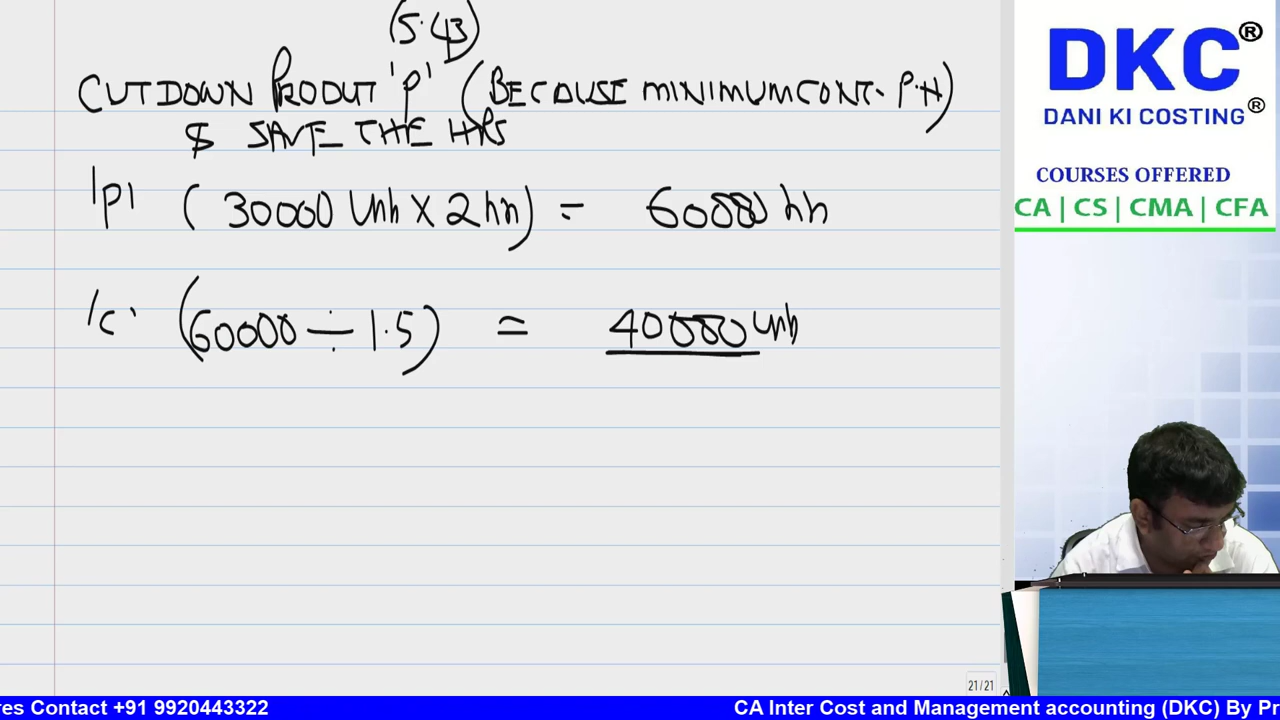 (5.43)
CUTDOWN PRODUT 'P' (BECAUSE MINIMUM CONT. P.H)
& SAVE THE HRS
'P' ( 30000 Unit X 2 hr) = 60000 hr
'C' (60000 ÷ 1.5) = 40000 Unit
21/21
DKC®
DANI KI COSTING®
COURSES OFFERED
CA | CS | CMA | CFA
res Contact +91 9920443322 CA Inter Cost and Management accounting (DKC) By Pr